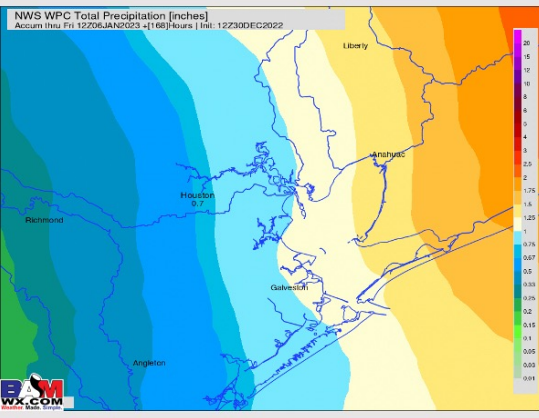 NWS WPC Total Precipitation [inches]
Accum thru Fri 12Z06JAN2023 +[168]Hours | Init: 12Z30DEC2022
Liberty
Anahuac
Houston
0.7
Richmond
Galveston
Angleton
BAM
WX.COM
Weather. Made. Simple.
20
15
10
8
6
4
3
2.5
2
1.75
1.5
1.25
1
0.75
0.67
0.5
0.33
0.25
0.2
0.15
0.1
0.05
0.03
0.01